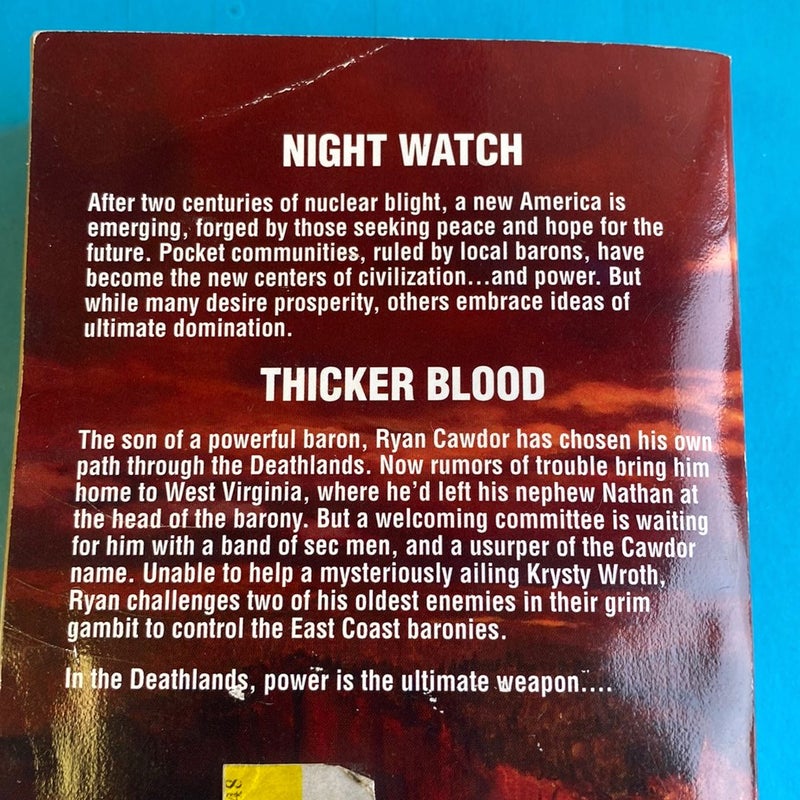 NIGHT WATCH
After two centuries of nuclear blight, a new America is
emerging, forged by those seeking peace and hope for the
future. Pocket communities, ruled by local barons, have
become the new centers of civilization...and power. But
while many desire prosperity, others embrace ideas of
ultimate domination.
THICKER BLOOD
The son of a powerful baron, Ryan Cawdor has chosen his own
path through the Deathlands. Now rumors of trouble bring him
home to West Virginia, where he'd left his nephew Nathan at
the head of the barony. But a welcoming committee is waiting
for him with a band of sec men, and a usurper of the Cawdor
name. Unable to help a mysteriously ailing Krysty Wroth,
Ryan challenges two of his oldest enemies in their grim
gambit to control the East Coast baronies.
In the Deathlands, power is the ultimate weapon....